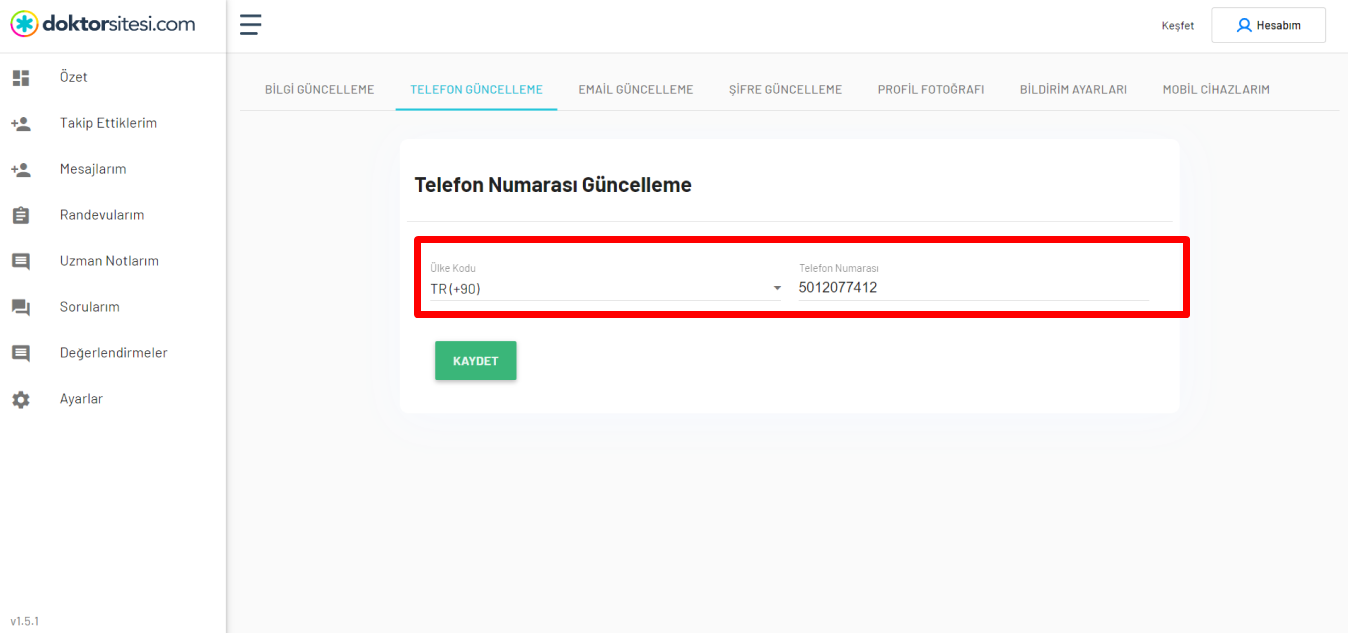 doktorsitesi.com
Keşfet
Hesabım
Özet
Takip Ettiklerim
Mesajlarım
Randevularım
Uzman Notlarım
Sorularım
Değerlendirmeler
Ayarlar
v1.5.1
BİLGİ GÜNCELLEME
TELEFON GÜNCELLEME
EMAİL GÜNCELLEME
ŞİFRE GÜNCELLEME
PROFİL FOTOĞRAFI
BİLDİRİM AYARLARI
MOBİL CİHAZLARIM
Telefon Numarası Güncelleme
Ülke Kodu
TR (+90)
Telefon Numarası
5012077412
KAYDET